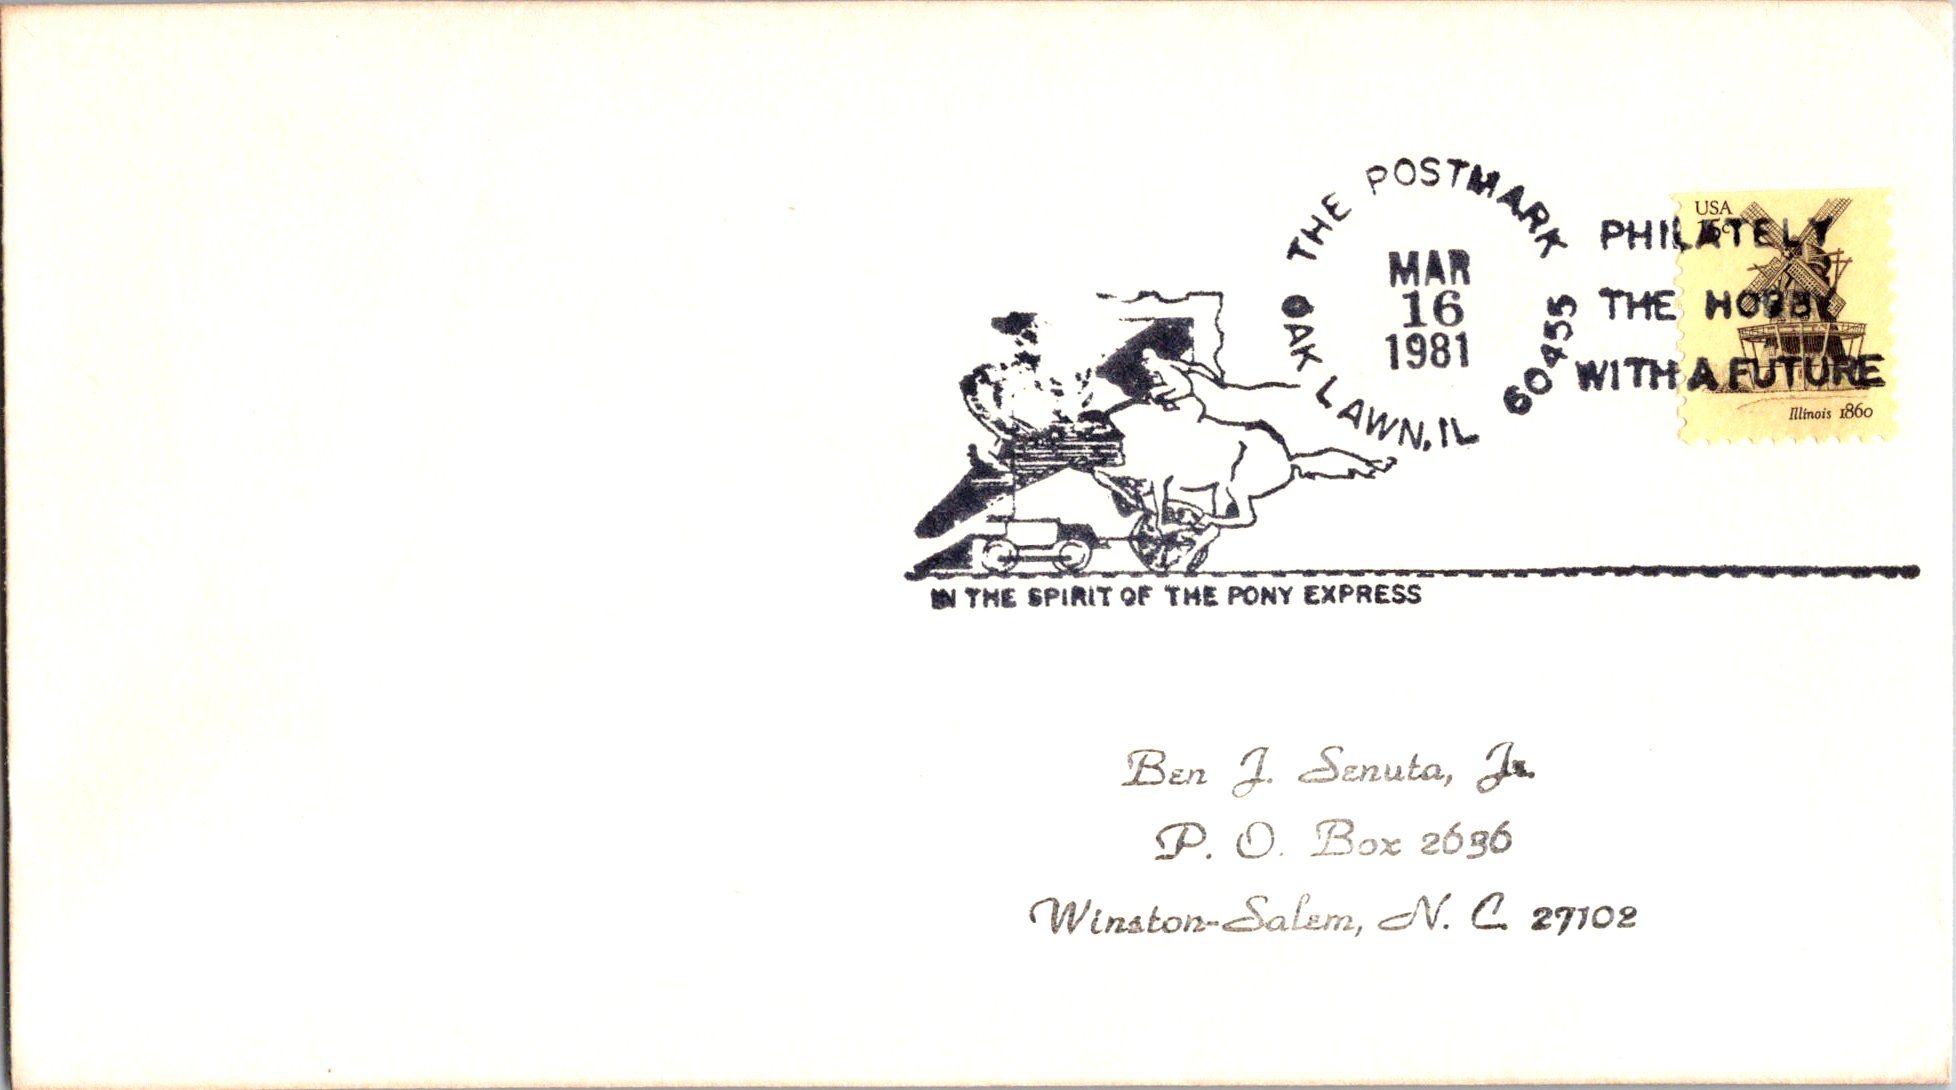 THE POSTMARK
OAK LAWN, IL 60455
MAR
16
1981
PHILATELY
THE HOBBY
WITH A FUTURE
USA
15c
Illinois 1860
IN THE SPIRIT OF THE PONY EXPRESS
Ben J. Senuta, Jr.
P. O. Box 2636
Winston-Salem, N. C. 27102